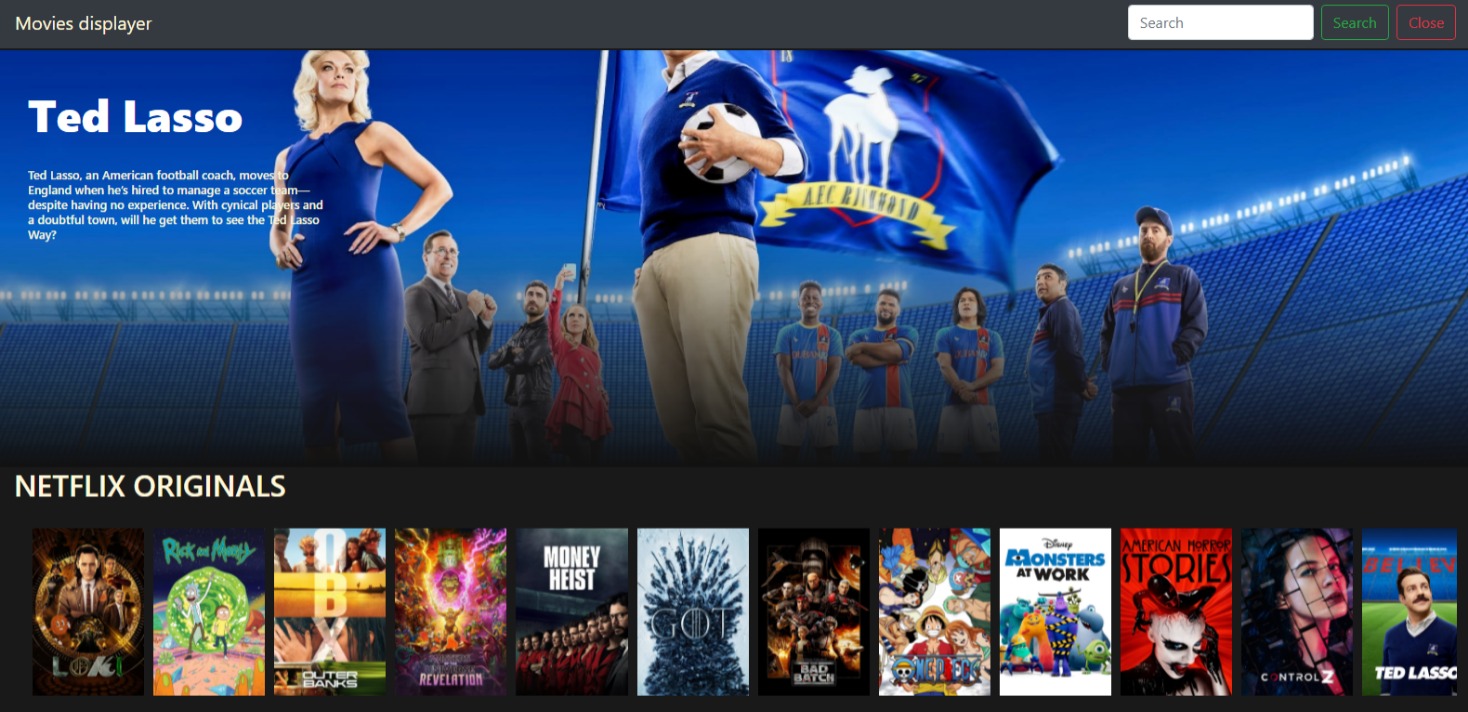 Movies displayer
Search
Search
Close
Ted Lasso
18
97
Ted Lasso, an American football coach, moves to
England when he's hired to manage a soccer team—
despite having no experience. With cynical players and
a doubtful town, will he get them to see the Ted Lasso
Way?
A.F.C. RICHMOND
NETFLIX ORIGINALS
LOKI
Rick and Morty
OBX
OUTER
BANKS
REVELATION
MONEY
HEIST
GOT
BAD
BATCH
ONE PIECE
Disney
MONSTERS
AT WORK
AMERICAN HORROR
STORIES
CONTROL Z
BELIEV
TED LASSO